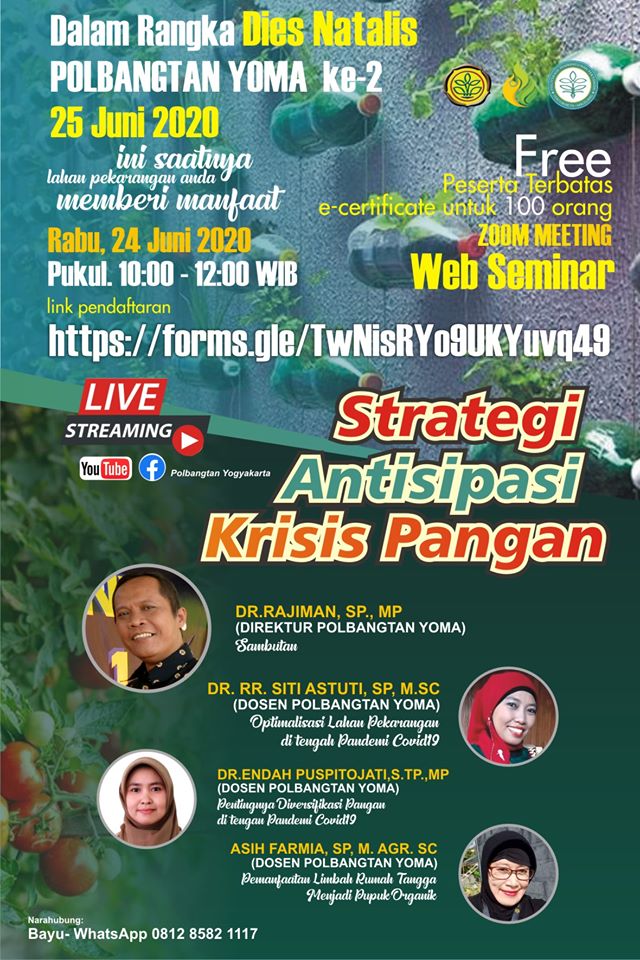 Dalam Rangka Dies Natalis
POLBANGTAN YOMA ke-2
25 Juni 2020
ini saatnya
lahan pekarangan anda
memberi manfaat
Free
Peserta Terbatas
e-certificate untuk 100 orang
ZOOM MEETING
Web Seminar
Rabu, 24 Juni 2020
Pukul. 10:00 - 12:00 WIB
link pendaftaran
https://forms.gle/TwNisRYo9UKYuvq49
LIVE
STREAMING
YouTube
Polbangtan Yogyakarta
Strategi
Antisipasi
Krisis Pangan
DR.RAJIMAN, SP., MP
(DIREKTUR POLBANGTAN YOMA)
Sambutan
DR. RR. SITI ASTUTI, SP, M.SC
(DOSEN POLBANGTAN YOMA)
Optimalisasi Lahan Pekarangan
di tengah Pandemi Covid19
DR.ENDAH PUSPITOJATI,S.TP.,MP
(DOSEN POLBANGTAN YOMA)
Pentingnya Diversifikasi Pangan
di tengan Pandemi Covid19
ASIH FARMIA, SP, M. AGR. SC
(DOSEN POLBANGTAN YOMA)
Pemanfaatan Limbah Rumah Tangga
Menjadi Pupuk Organik
Narahubung:
Bayu- WhatsApp 0812 8582 1117